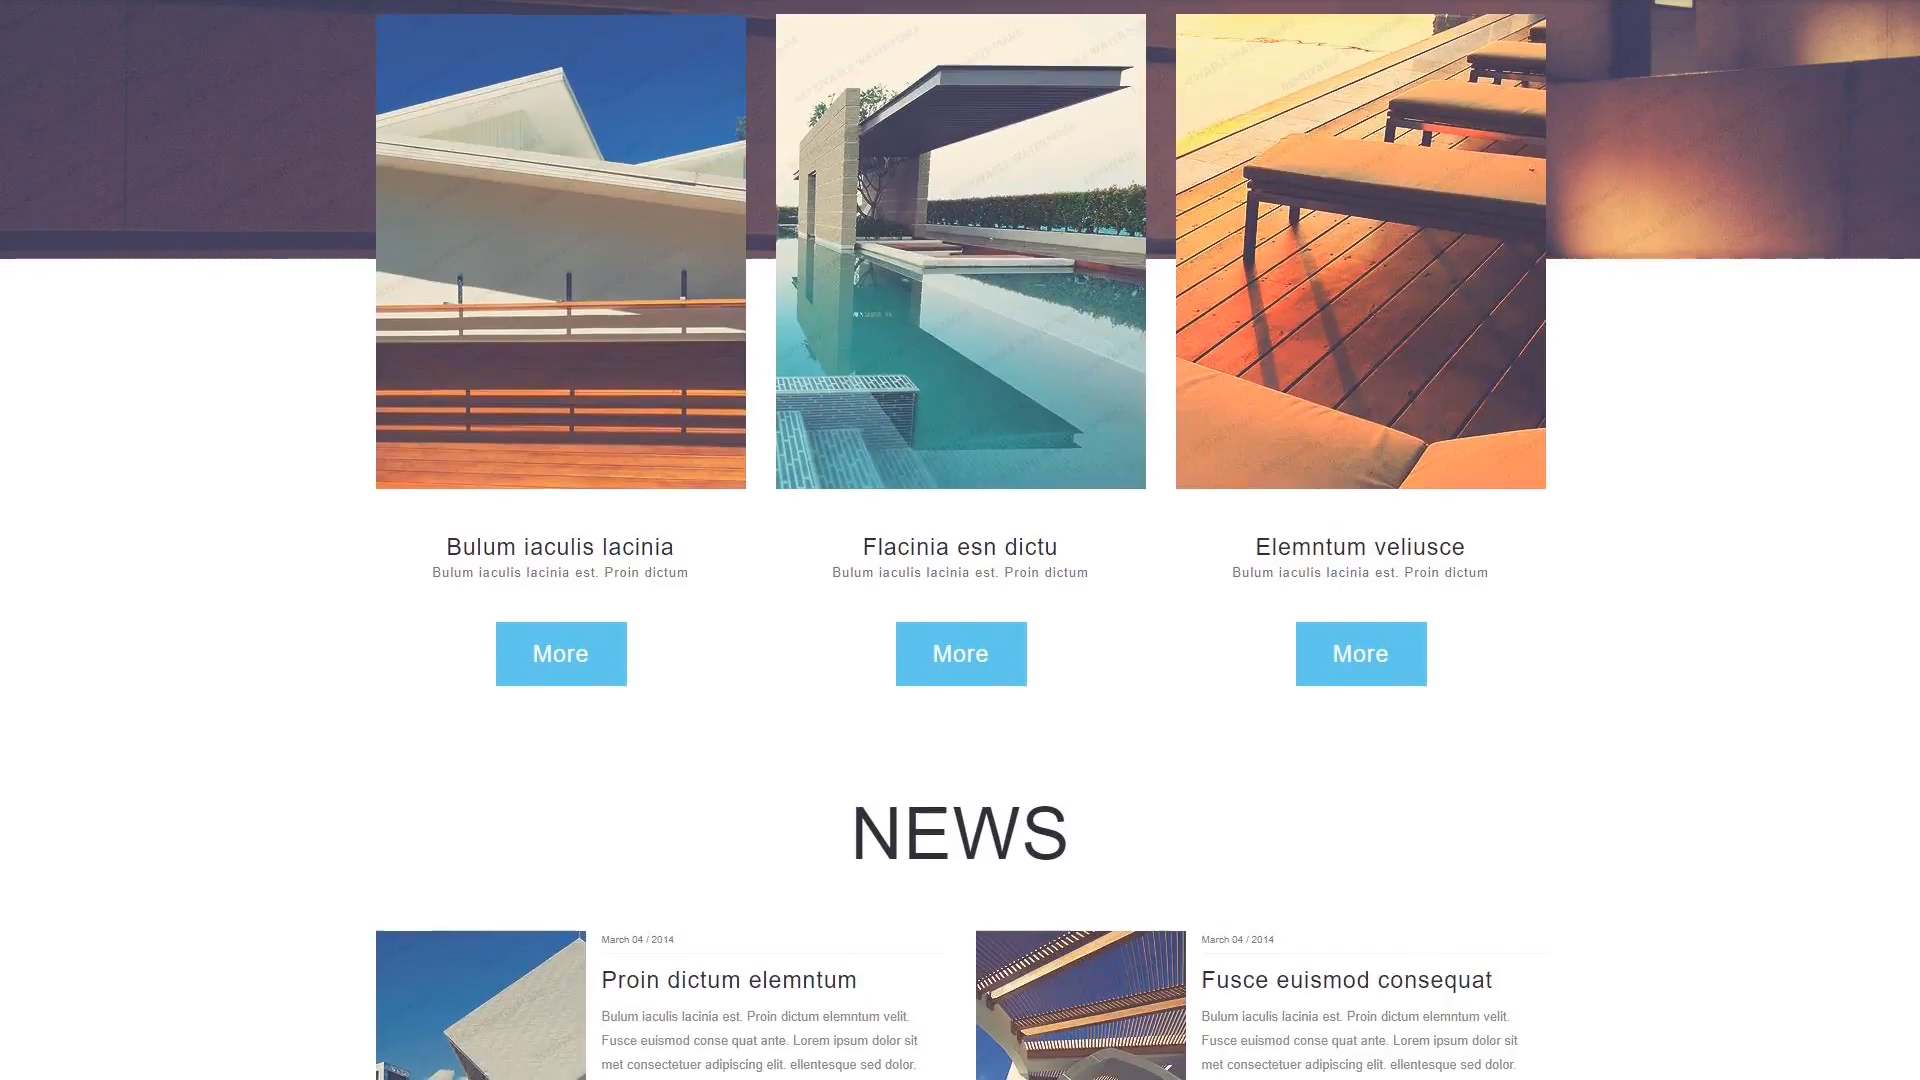 Bulum iaculis lacinia
Bulum iaculis lacinia est. Proin dictum
More
Flacinia esn dictu
Bulum iaculis lacinia est. Proin dictum
More
Elemntum veliusce
Bulum iaculis lacinia est. Proin dictum
More
NEWS
March 04 / 2014
Proin dictum elemntum
Bulum iaculis lacinia est. Proin dictum elemntum velit.
Fusce euismod conse quat ante. Lorem ipsum dolor sit
met consectetuer adipiscing elit. ellentesque sed dolor.
March 04 / 2014
Fusce euismod consequat
Bulum iaculis lacinia est. Proin dictum elemntum velit.
Fusce euismod conse quat ante. Lorem ipsum dolor sit
met consectetuer adipiscing elit. ellentesque sed dolor.